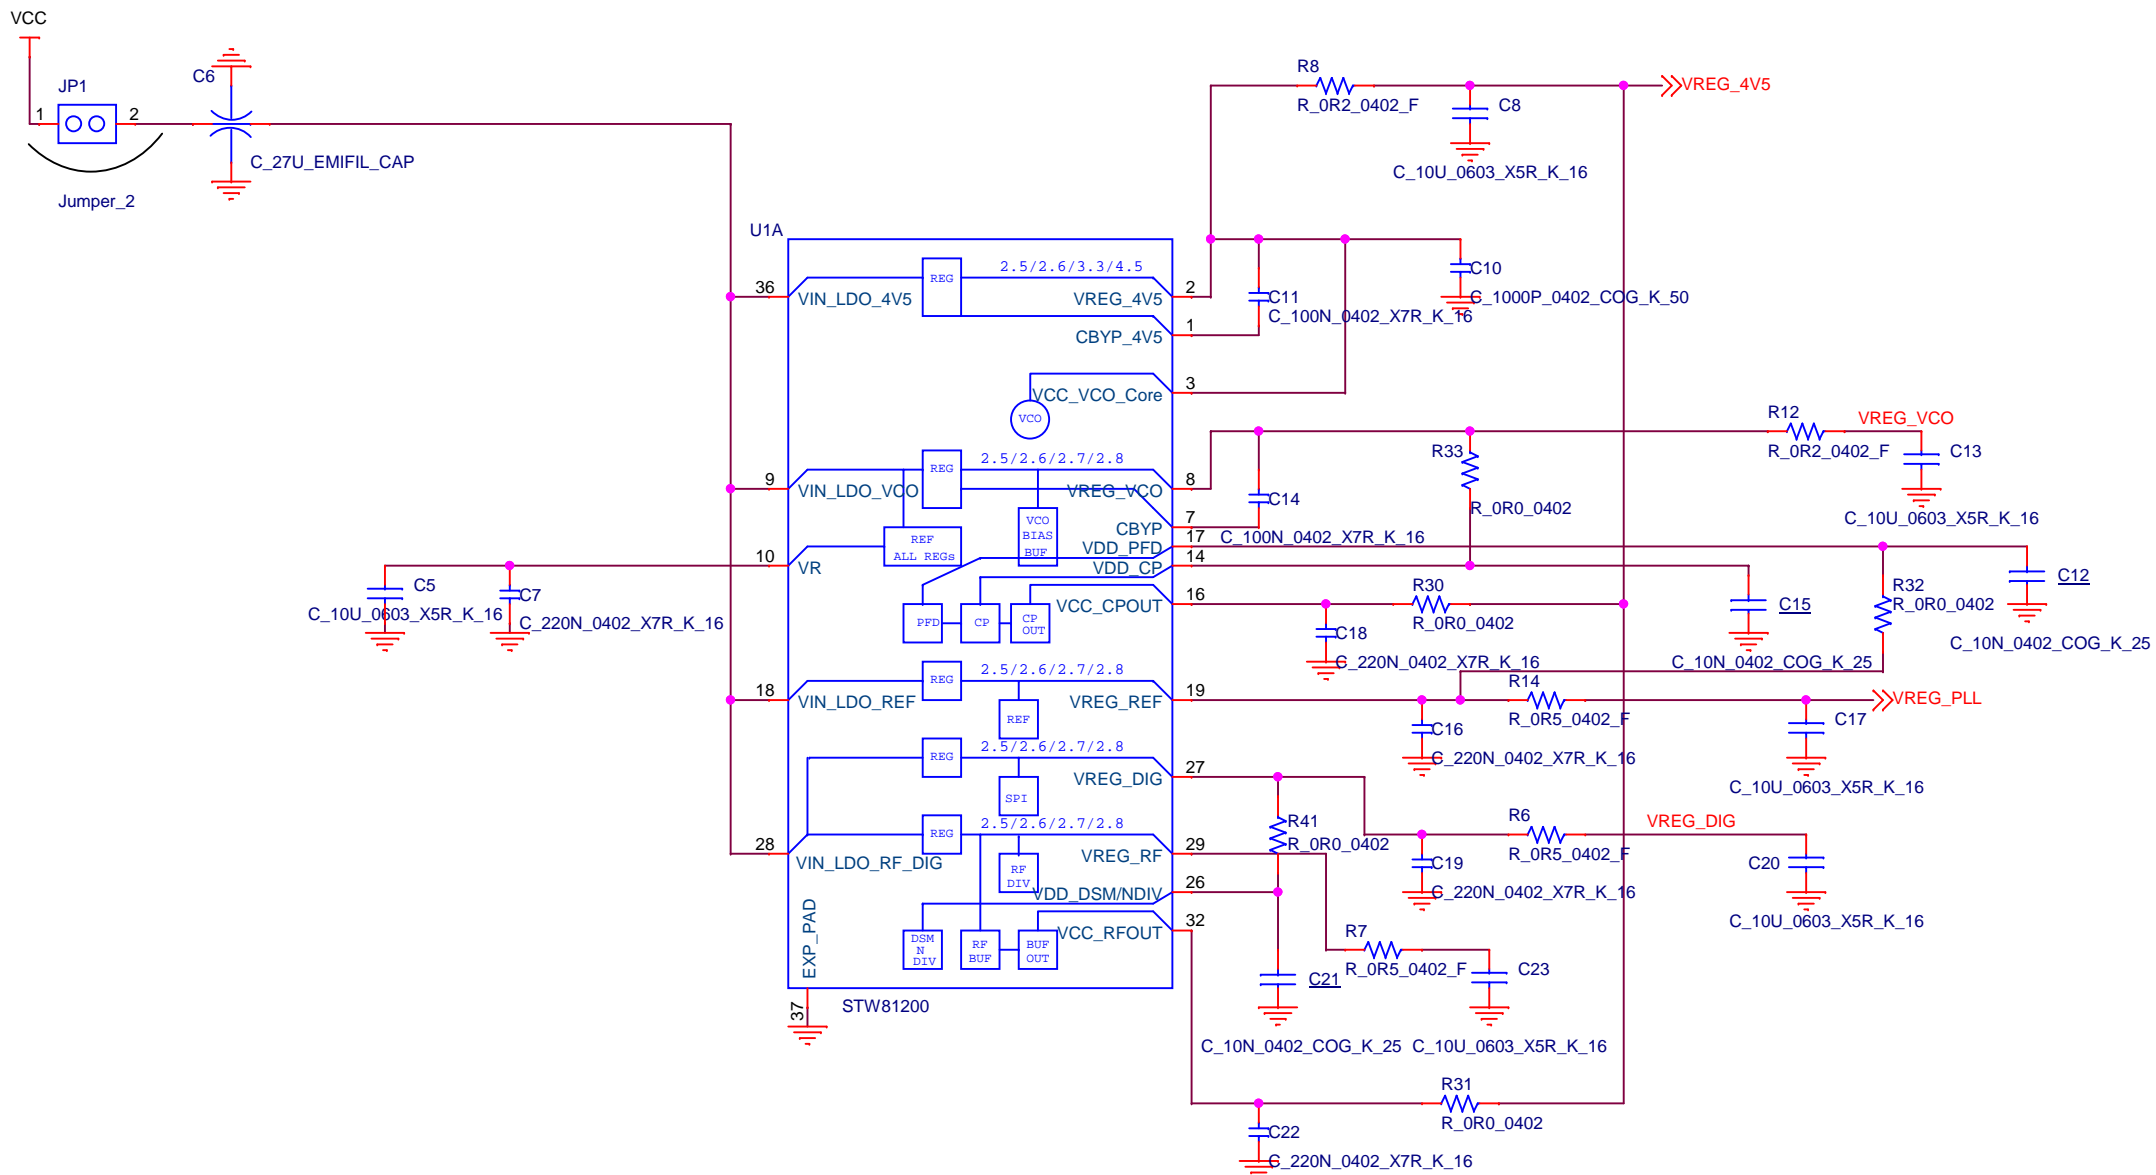 VCC
JP1
1
2
Jumper_2
C6
C_27U_EMIFIL_CAP
R8
R_0R2_0402_F
VREG_4V5
C8
C_10U_0603_X5R_K_16
U1A
36
VIN_LDO_4V5
REG
2.5/2.6/3.3/4.5
VREG_4V5
2
CBYP_4V5
1
C11
C_100N_0402_X7R_K_16
C10
C_1000P_0402_COG_K_50
VCC_VCO_Core
3
VCO
9
VIN_LDO_VCO
REG
2.5/2.6/2.7/2.8
VREG_VCO
8
CBYP
7
VDD_PFD
17
VDD_CP
14
VCO
BIAS
BUF
REF
ALL REGs
C14
C_100N_0402_X7R_K_16
R33
R_0R0_0402
R12
R_0R2_0402_F
VREG_VCO
C13
C_10U_0603_X5R_K_16
10
VR
C5
C_10U_0603_X5R_K_16
C7
C_220N_0402_X7R_K_16
PFD
CP
CP
OUT
VCC_CPOUT
16
R30
R_0R0_0402
C18
C_220N_0402_X7R_K_16
C15
C_10N_0402_COG_K_25
R32
R_0R0_0402
C12
C_10N_0402_COG_K_25
18
VIN_LDO_REF
REG
2.5/2.6/2.7/2.8
REF
VREG_REF
19
R14
R_0R5_0402_F
C16
C_220N_0402_X7R_K_16
VREG_PLL
C17
C_10U_0603_X5R_K_16
REG
2.5/2.6/2.7/2.8
SPI
VREG_DIG
27
R41
R_0R0_0402
R6
R_0R5_0402_F
VREG_DIG
C19
C_220N_0402_X7R_K_16
C20
C_10U_0603_X5R_K_16
28
VIN_LDO_RF_DIG
REG
2.5/2.6/2.7/2.8
RF
DIV
VREG_RF
29
VDD_DSM/NDIV
26
VCC_RFOUT
32
DSM
N
DIV
RF
BUF
BUF
OUT
EXP_PAD
37
STW81200
R7
R_0R5_0402_F
C21
C_10N_0402_COG_K_25
C23
C_10U_0603_X5R_K_16
R31
R_0R0_0402
C22
C_220N_0402_X7R_K_16